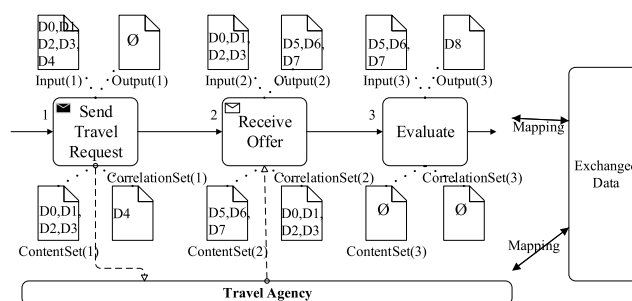 D0,D1,
D2,D3,
D4
Ø
D0,D1,
D2,D3
D5,D6,
D7
D5,D6,
D7
D8
Input(1)
Output(1)
Input(2)
Output(2)
Input(3)
Output(3)
1
Send
Travel
Request
2
Receive
Offer
3
Evaluate
Mapping
Exchanged
Data
CorrelationSet(1)
CorrelationSet(2)
CorrelationSet(3)
D0,D1,
D2,D3
D4
D5,D6,
D7
D0,D1,
D2,D3
Ø
Ø
ContentSet(1)
ContentSet(2)
ContentSet(3)
Mapping
Travel Agency